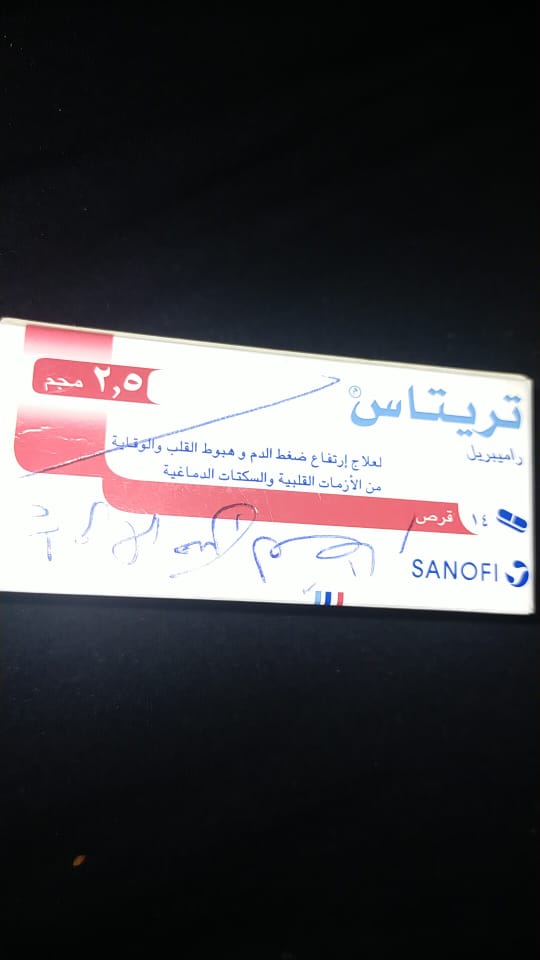 تريتاس®
٢,٥ مجم
راميبريل
لعلاج إرتفاع ضغط الدم و هبوط القلب والوقاية
من الأزمات القلبية والسكتات الدماغية
١٤ قرص
SANOFI